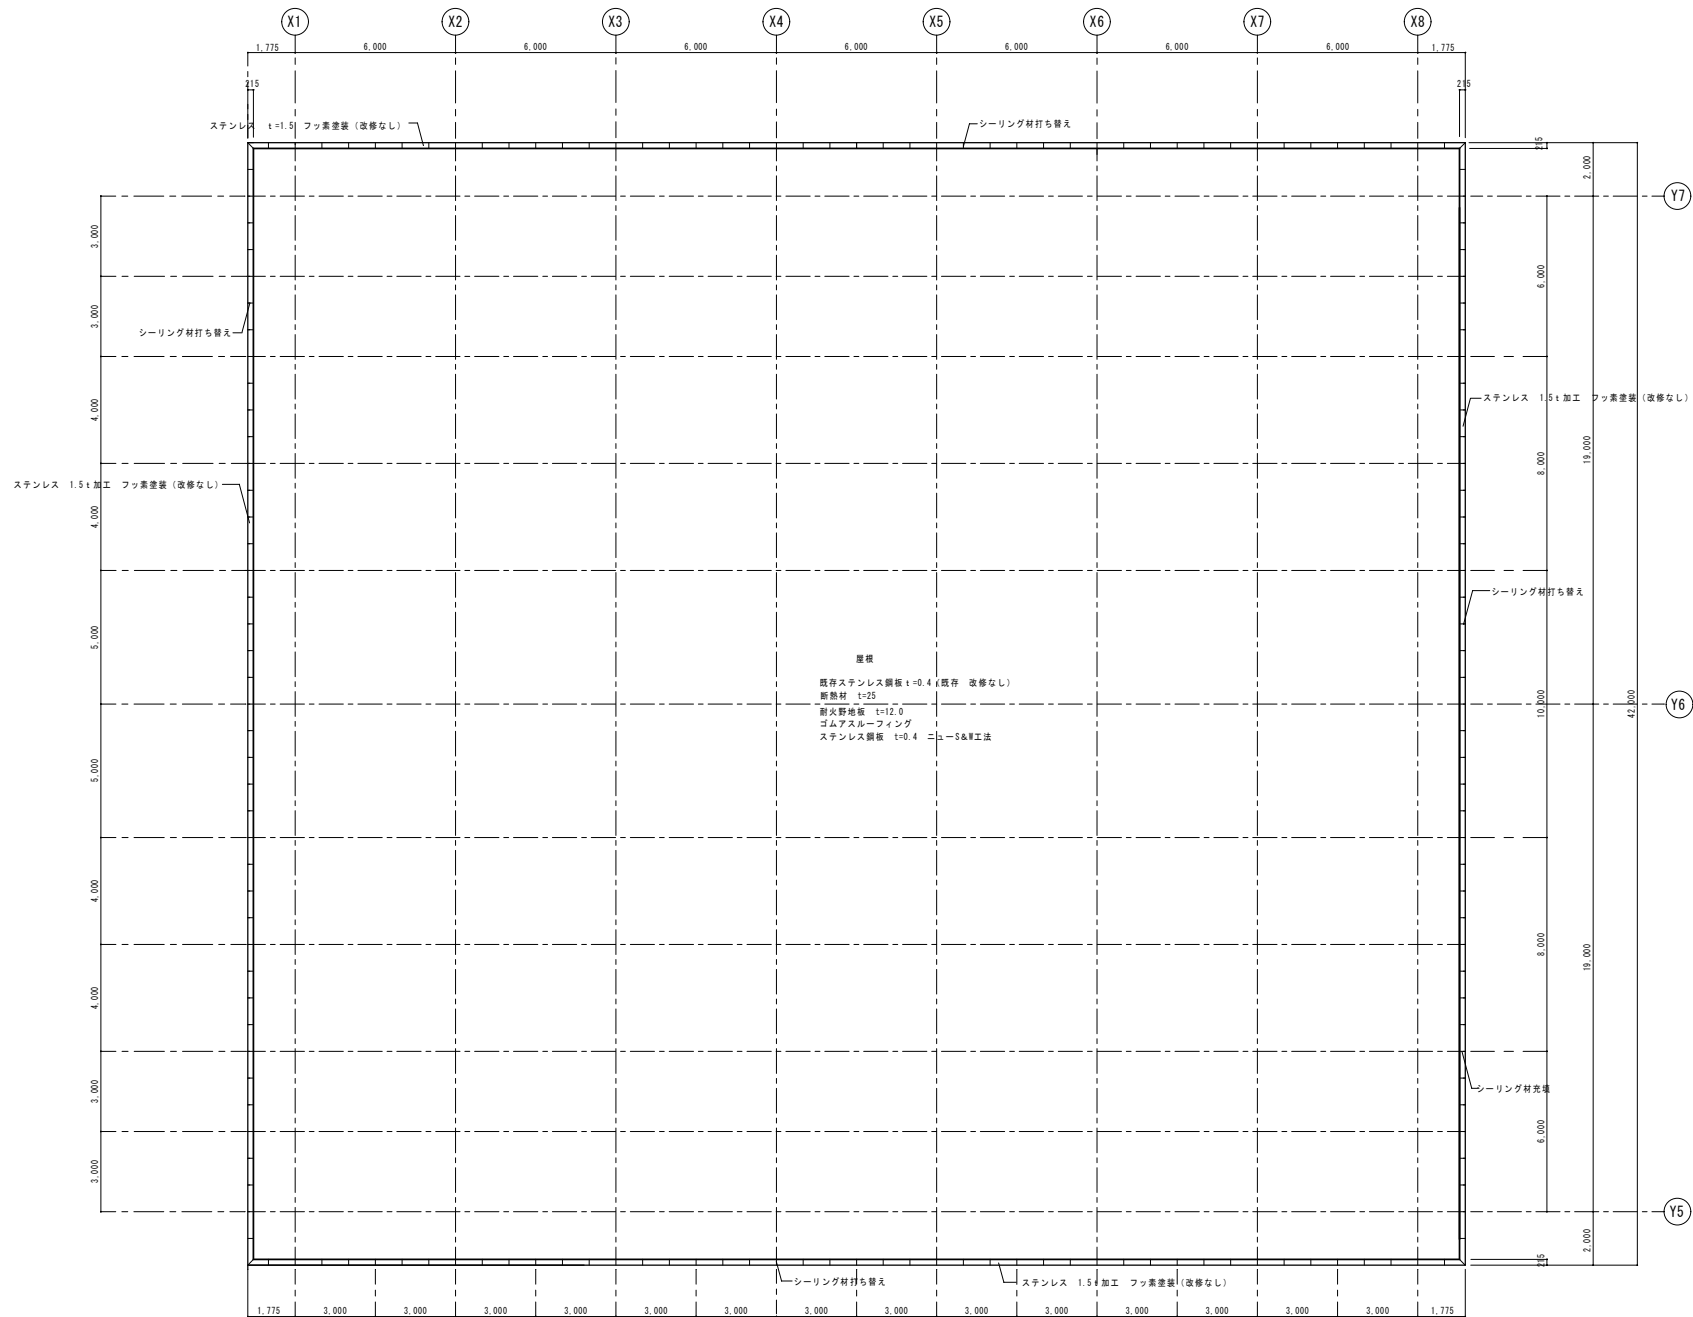 X1 X2 X3 X4 X5 X6 X7 X8
1,775 6,000 6,000 6,000 6,000 6,000 6,000 6,000 1,775
215 215
ステンレス t=1.5 フッ素塗装(改修なし)
シーリング材打ち替え
215
2,000
Y7
3,000
6,000
3,000
シーリング材打ち替え
4,000
ステンレス 1.5t加工 フッ素塗装(改修なし)
19,000
8,000
ステンレス 1.5t加工 フッ素塗装(改修なし)
4,000
シーリング材打ち替え
5,000
屋根
既存ステンレス鋼板t=0.4(既存 改修なし)
断熱材 t=25
耐火野地板 t=12.0
ゴムアスルーフィング
ステンレス鋼板 t=0.4 ニューS&W工法
10,000
42,000
Y6
5,000
4,000
8,000
19,000
4,000
3,000
シーリング材充填
6,000
3,000
Y5
2,000
215
シーリング材打ち替え
ステンレス 1.5t加工 フッ素塗装(改修なし)
1,775 3,000 3,000 3,000 3,000 3,000 3,000 3,000 3,000 3,000 3,000 3,000 3,000 3,000 3,000 1,775